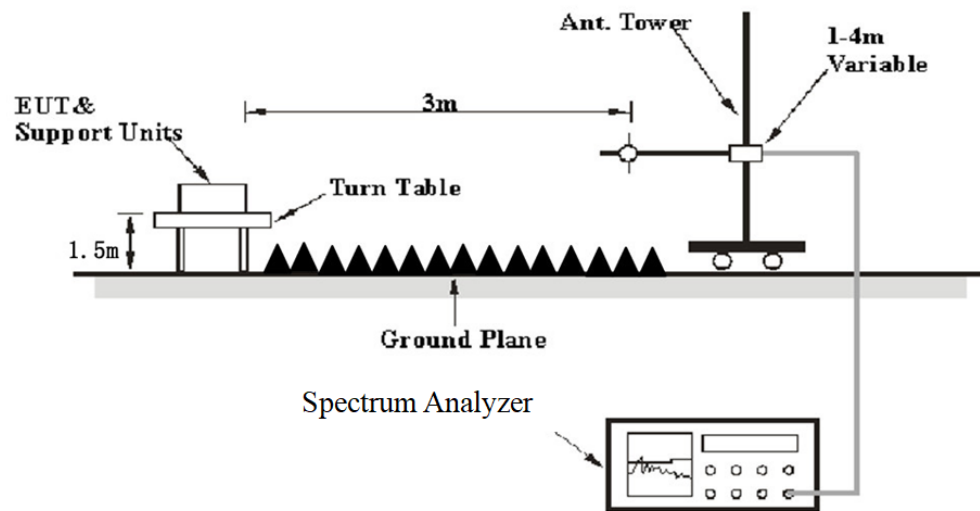 Ant. Tower
1-4m
Variable
3m
EUT&
Support Units
Turn Table
1.5m
Ground Plane
Spectrum Analyzer